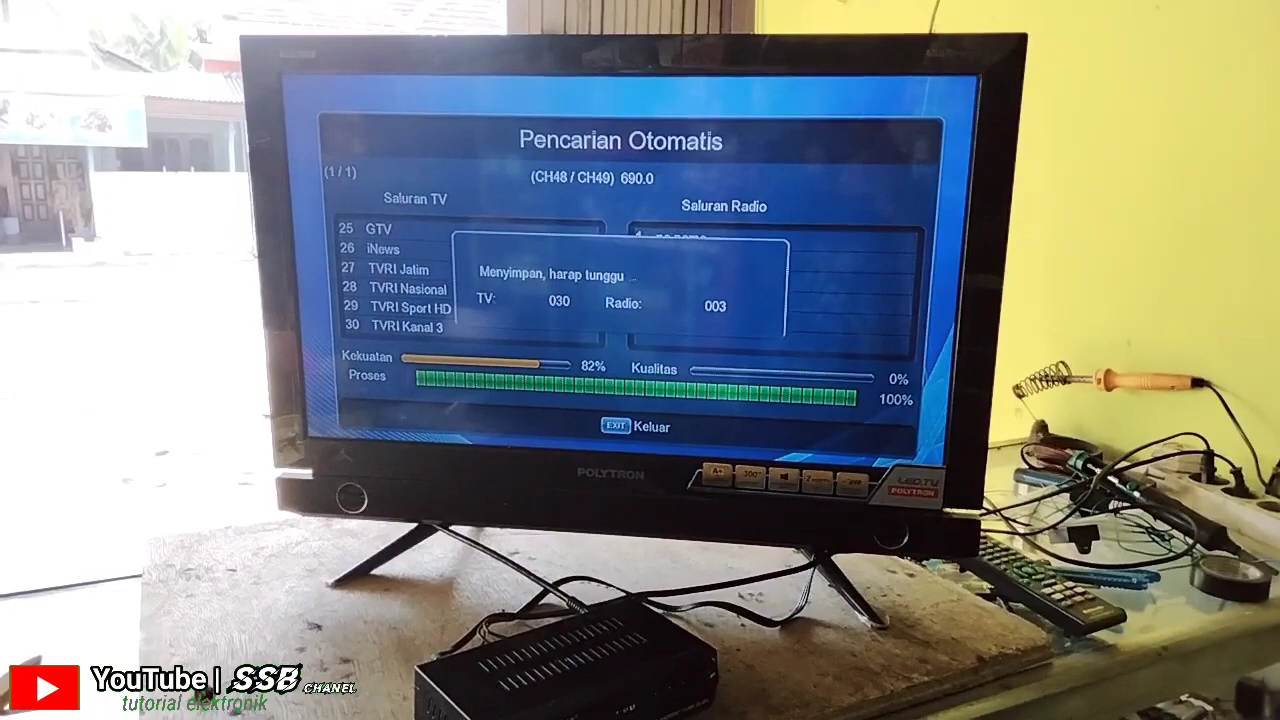 Pencarian Otomatis
(1 / 1)
(CH48 / CH49) 690.0
Saluran TV
Saluran Radio
25 GTV
26 iNews
27 TVRI Jatim
28 TVRI Nasional
29 TVRI Sport HD
30 TVRI Kanal 3
Menyimpan, harap tunggu ...
TV: 030 Radio: 003
Kekuatan 82% Kualitas 0%
Proses 100%
EXIT Keluar
POLYTRON
A+
300°
LED TV
POLYTRON
YouTube | SSB CHANEL
tutorial elektronik